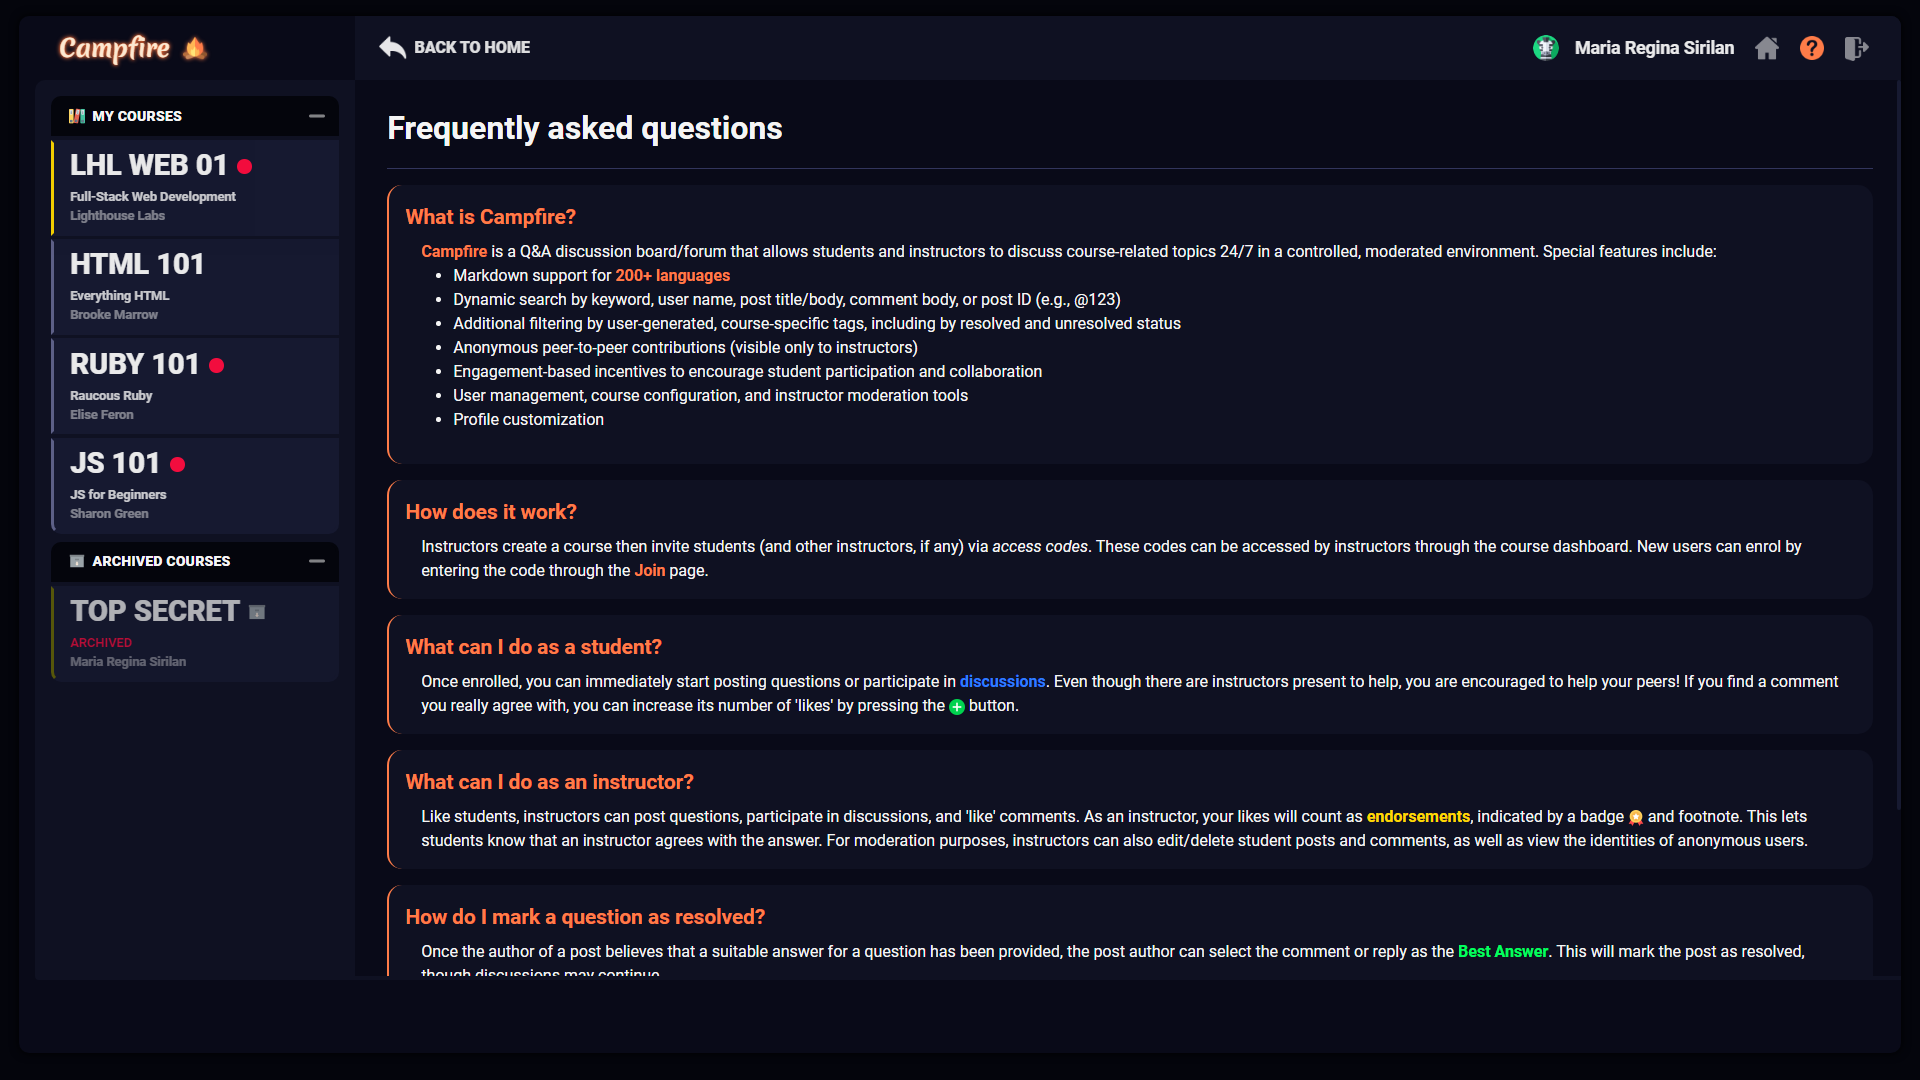 Campfire
BACK TO HOME
Maria Regina Sirilan
MY COURSES
LHL WEB 01
Full-Stack Web Development
Lighthouse Labs
HTML 101
Everything HTML
Brooke Marrow
RUBY 101
Raucous Ruby
Elise Feron
JS 101
JS for Beginners
Sharon Green
ARCHIVED COURSES
TOP SECRET
ARCHIVED
Maria Regina Sirilan
Frequently asked questions
What is Campfire?
Campfire is a Q&A discussion board/forum that allows students and instructors to discuss course-related topics 24/7 in a controlled, moderated environment. Special features include:
• Markdown support for 200+ languages
• Dynamic search by keyword, user name, post title/body, comment body, or post ID (e.g., @123)
• Additional filtering by user-generated, course-specific tags, including by resolved and unresolved status
• Anonymous peer-to-peer contributions (visible only to instructors)
• Engagement-based incentives to encourage student participation and collaboration
• User management, course configuration, and instructor moderation tools
• Profile customization
How does it work?
Instructors create a course then invite students (and other instructors, if any) via access codes. These codes can be accessed by instructors through the course dashboard. New users can enrol by
entering the code through the Join page.
What can I do as a student?
Once enrolled, you can immediately start posting questions or participate in discussions. Even though there are instructors present to help, you are encouraged to help your peers! If you find a comment
you really agree with, you can increase its number of 'likes' by pressing the + button.
What can I do as an instructor?
Like students, instructors can post questions, participate in discussions, and 'like' comments. As an instructor, your likes will count as endorsements, indicated by a badge and footnote. This lets
students know that an instructor agrees with the answer. For moderation purposes, instructors can also edit/delete student posts and comments, as well as view the identities of anonymous users.
How do I mark a question as resolved?
Once the author of a post believes that a suitable answer for a question has been provided, the post author can select the comment or reply as the Best Answer. This will mark the post as resolved,
though discussions may continue.